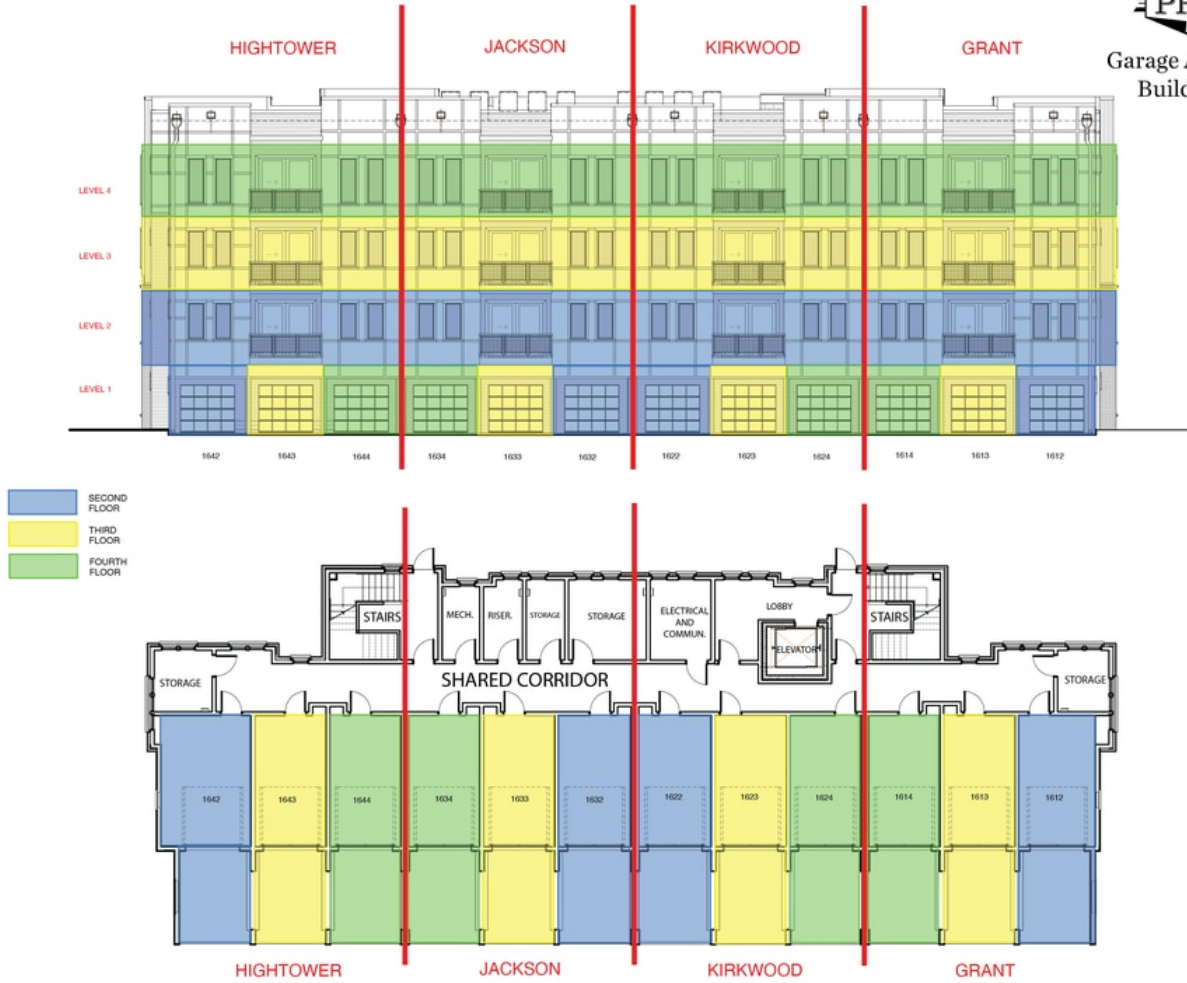 HIGHTOWER
JACKSON
KIRKWOOD
GRANT
Garage
Build
LEVEL 4
LEVEL 3
LEVEL 2
LEVEL 1
1642
1643
1644
1634
1633
1632
1622
1623
1624
1614
1613
1612
SECOND
FLOOR
THIRD
FLOOR
FOURTH
FLOOR
STAIRS
MECH.
RISER.
STORAGE
STORAGE
ELECTRICAL
AND
COMMUN.
LOBBY
ELEVATOR
STAIRS
STORAGE
SHARED CORRIDOR
STORAGE
1642
1643
1644
1634
1633
1632
1622
1623
1624
1614
1613
1612
HIGHTOWER
JACKSON
KIRKWOOD
GRANT